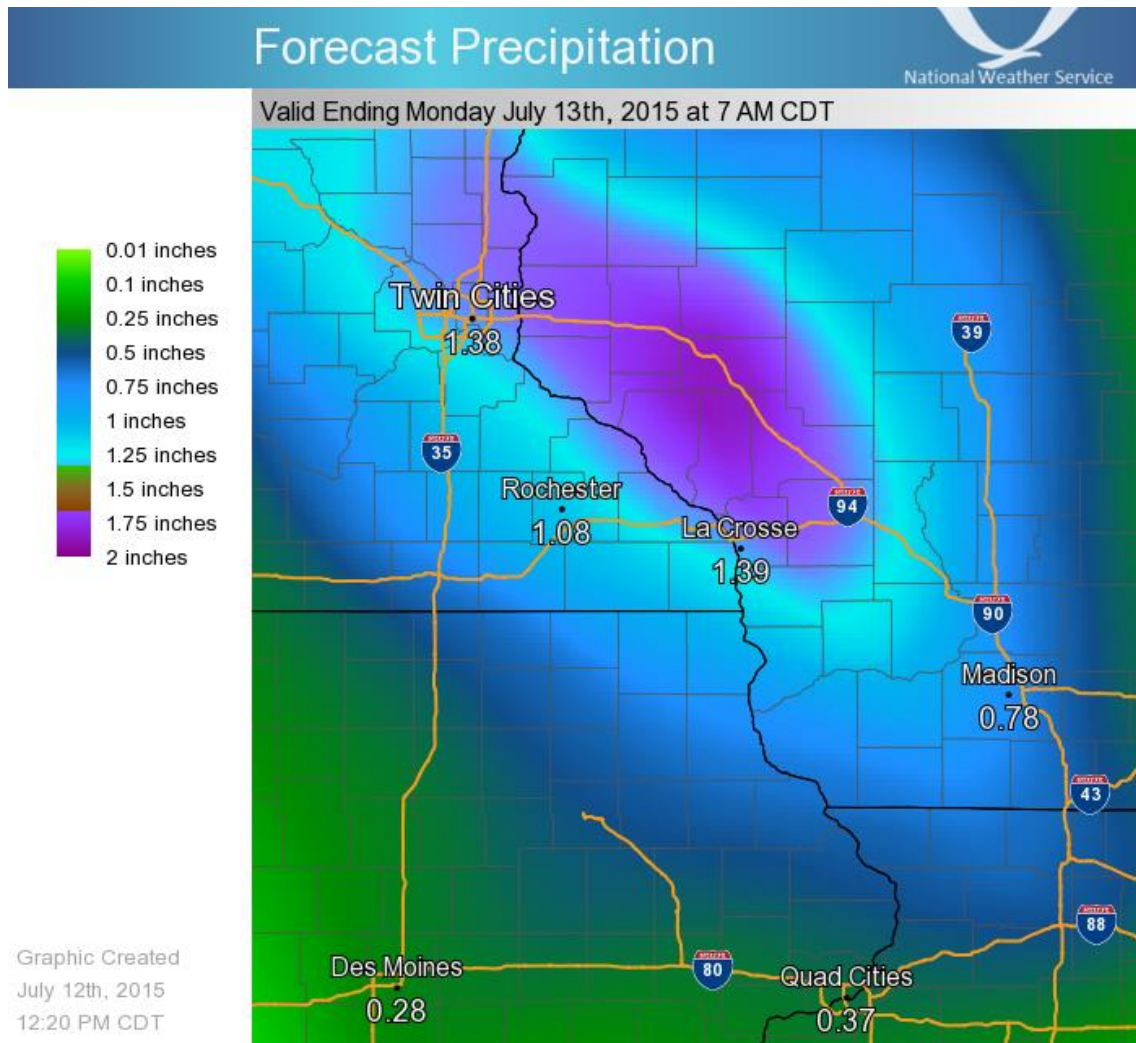 Forecast Precipitation
National Weather Service
Valid Ending Monday July 13th, 2015 at 7 AM CDT
0.01 inches
0.1 inches
0.25 inches
0.5 inches
0.75 inches
1 inches
1.25 inches
1.5 inches
1.75 inches
2 inches
Twin Cities
1.38
39
35
Rochester
1.08
94
La Crosse
1.39
90
Madison
0.78
43
88
Des Moines
0.28
80
Quad Cities
0.37
Graphic Created
July 12th, 2015
12:20 PM CDT